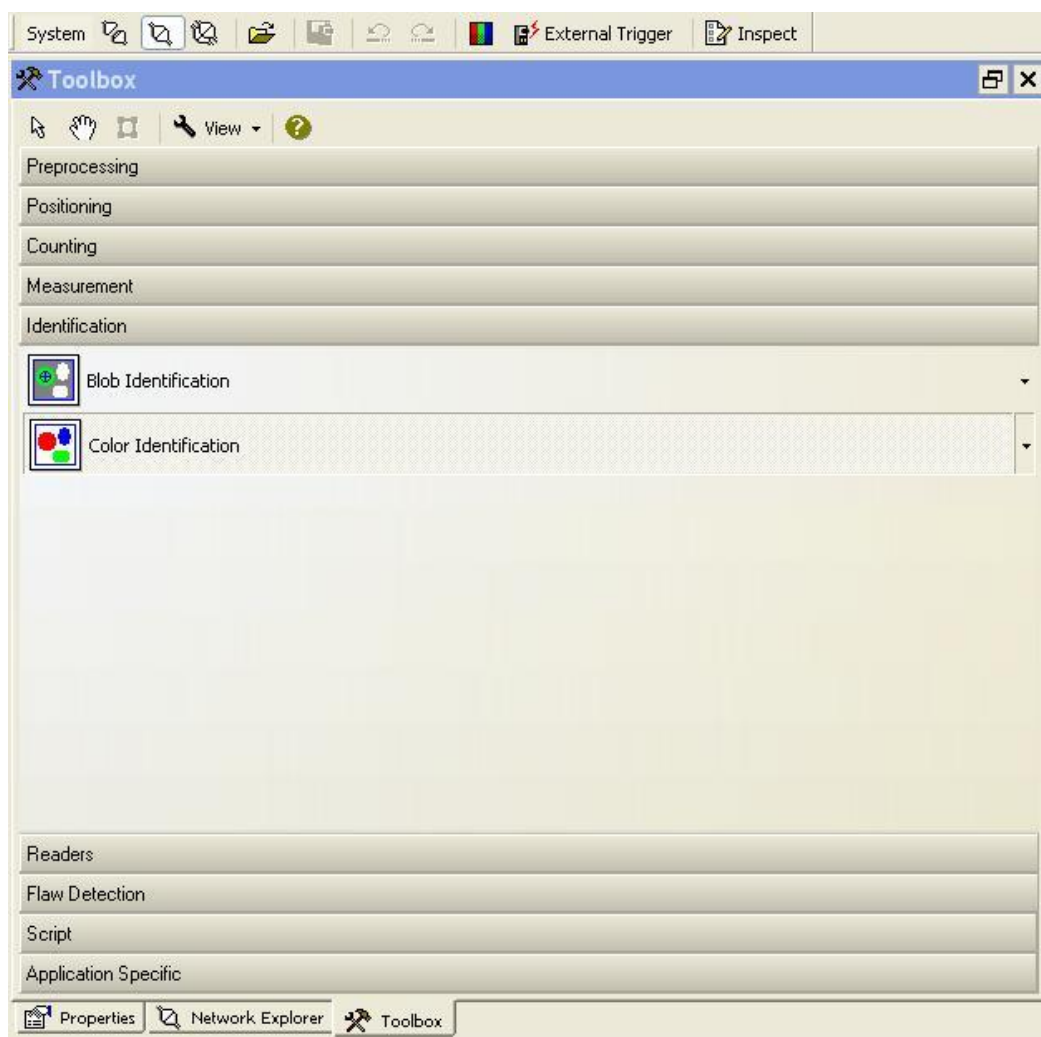 System External Trigger Inspect
Toolbox
View
Preprocessing
Positioning
Counting
Measurement
Identification
Blob Identification
Color Identification
Readers
Flaw Detection
Script
Application Specific
Properties Network Explorer Toolbox